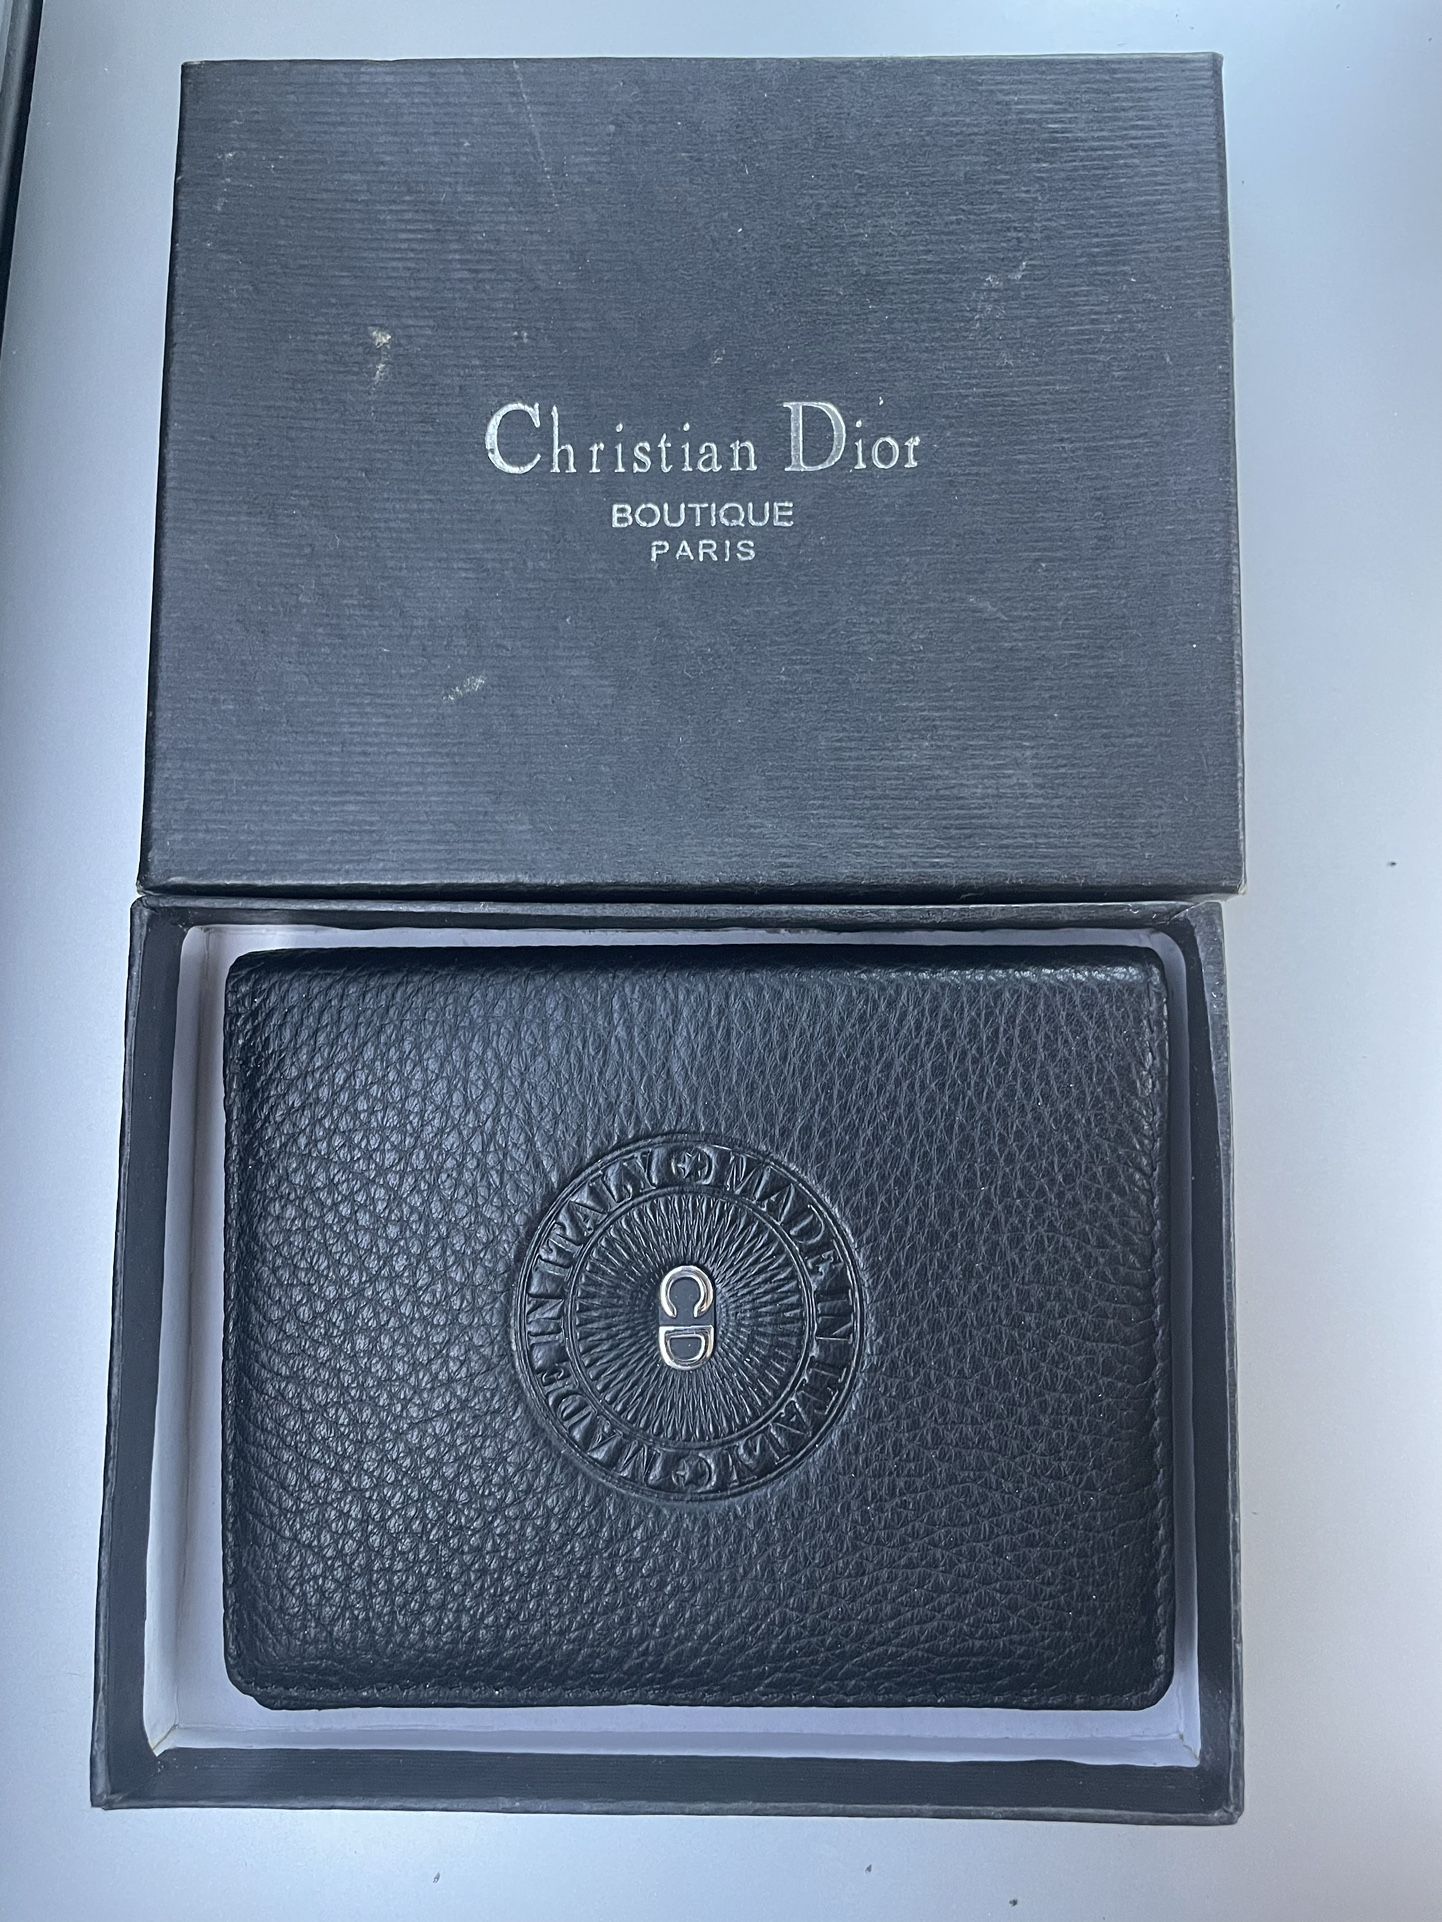 Christian Dior
BOUTIQUE
PARIS
MADE IN ITALY
MADE IN ITALY
CD